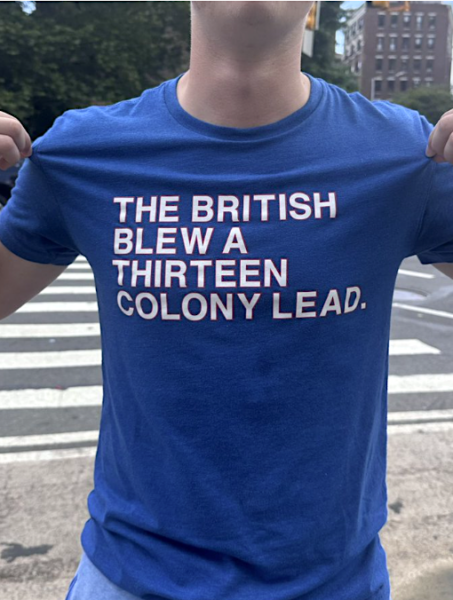 THE BRITISH
BLEW A
THIRTEEN
COLONY LEAD.